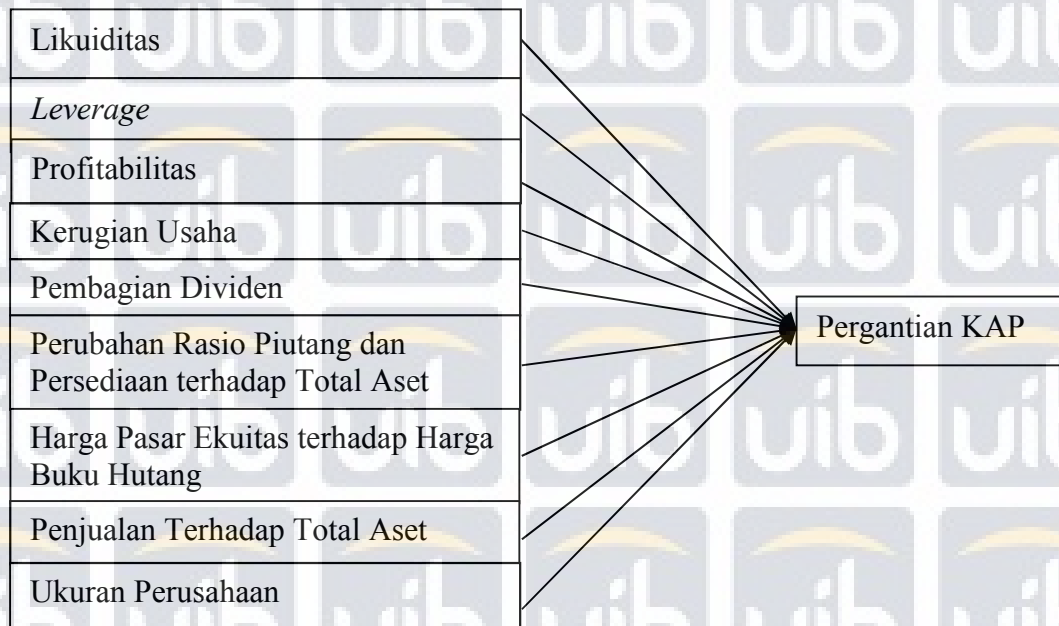 Likuiditas
Leverage
Profitabilitas
Kerugian Usaha
Pembagian Dividen
Perubahan Rasio Piutang dan
Persediaan terhadap Total Aset
Harga Pasar Ekuitas terhadap Harga
Buku Hutang
Penjualan Terhadap Total Aset
Ukuran Perusahaan
Pergantian KAP